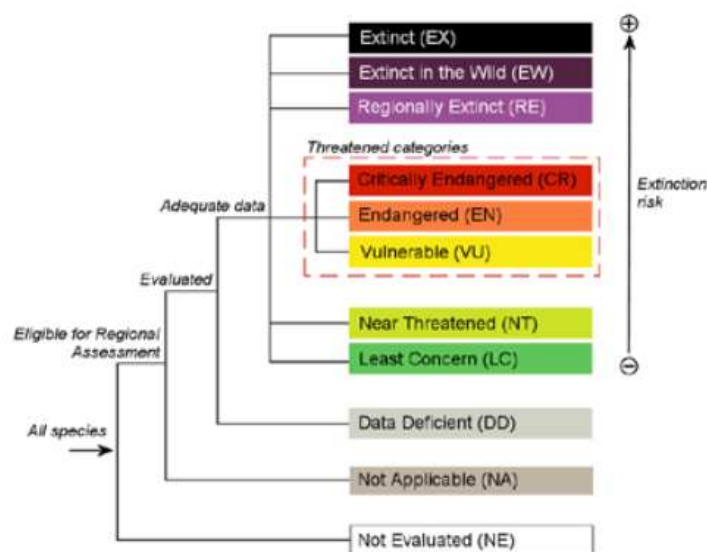 Extinct (EX)
Extinct in the Wild (EW)
Regionally Extinct (RE)
Threatened categories
Critically Endangered (CR)
Adequate data
Endangered (EN)
Extinction
risk
Vulnerable (VU)
Evaluated
Eligible for Regional
Assessment
Near Threatened (NT)
Least Concern (LC)
All species
Data Deficient (DD)
Not Applicable (NA)
Not Evaluated (NE)